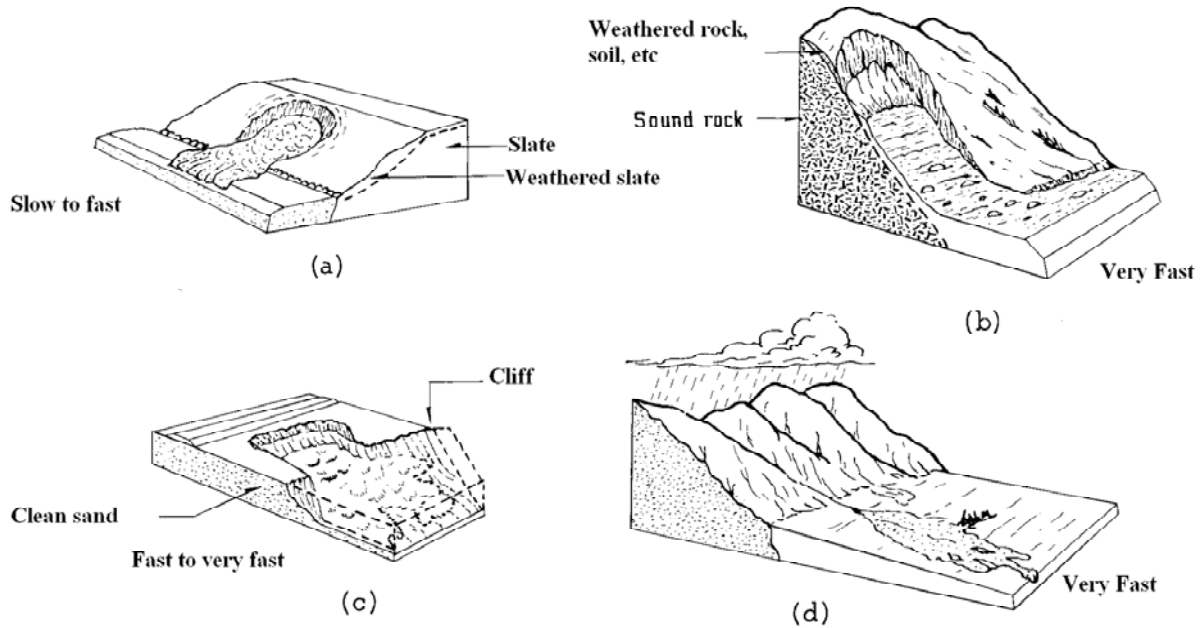 Slate
Weathered slate
Slow to fast
(a)
Weathered rock,
soil, etc
Sound rock
Very Fast
(b)
Cliff
Clean sand
Fast to very fast
(c)
Very Fast
(d)